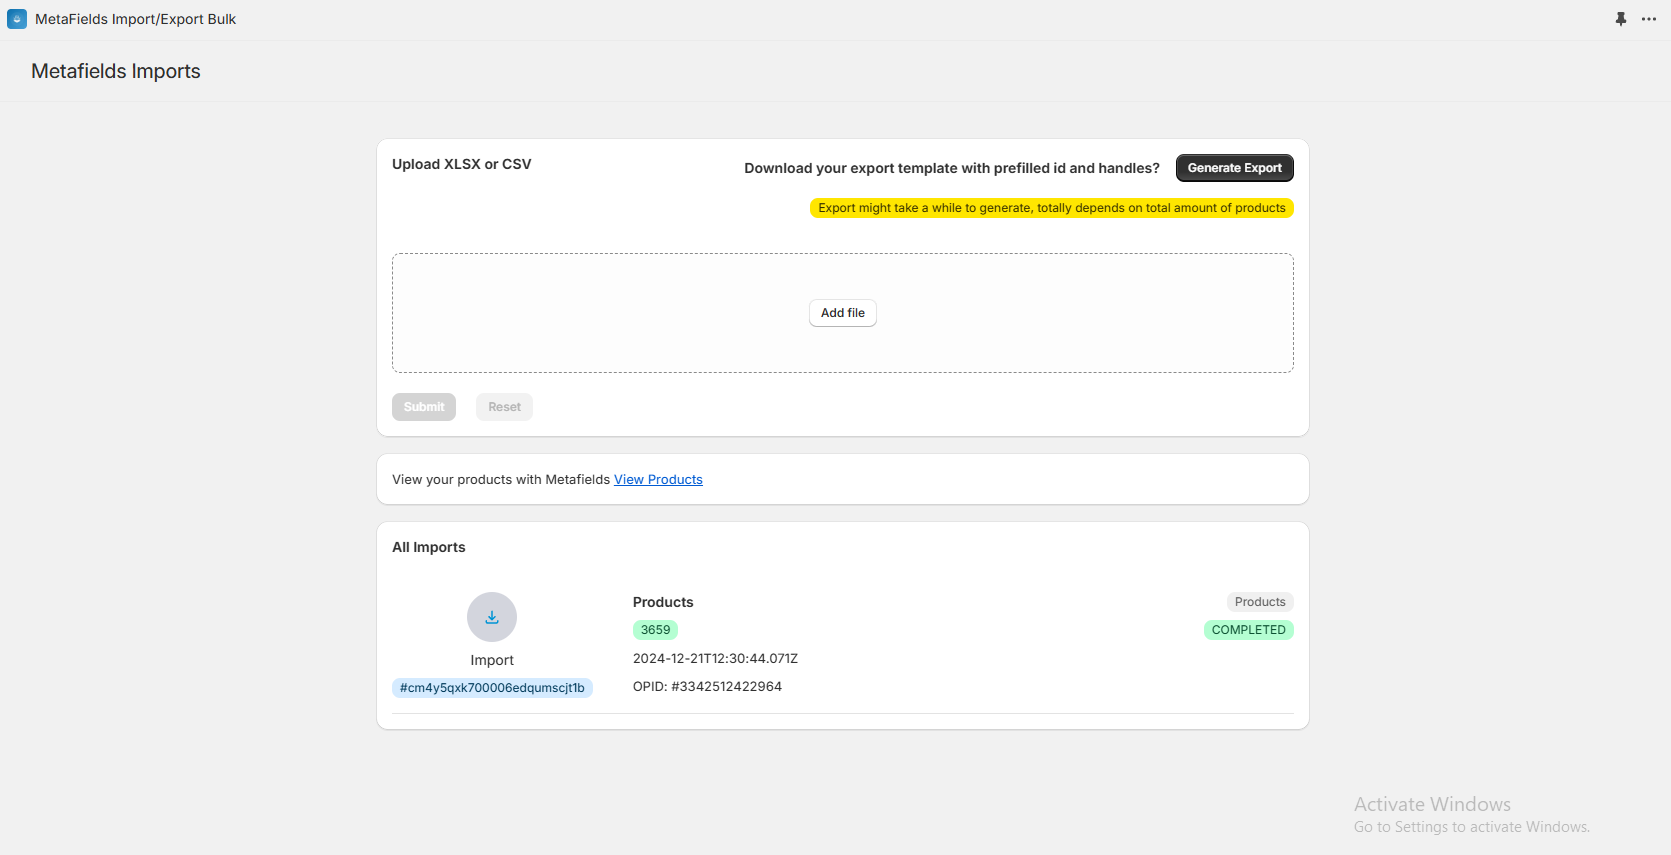 MetaFields Import/Export Bulk
Metafields Imports
Upload XLSX or CSV
Download your export template with prefilled id and handles?
Generate Export
Export might take a while to generate, totally depends on total amount of products
Add file
Submit
Reset
View your products with Metafields View Products
All Imports
Import
#cm4y5qxk700006edqumscjt1b
Products
3659
2024-12-21T12:30:44.071Z
OPID: #3342512422964
Products
COMPLETED
Activate Windows
Go to Settings to activate Windows.